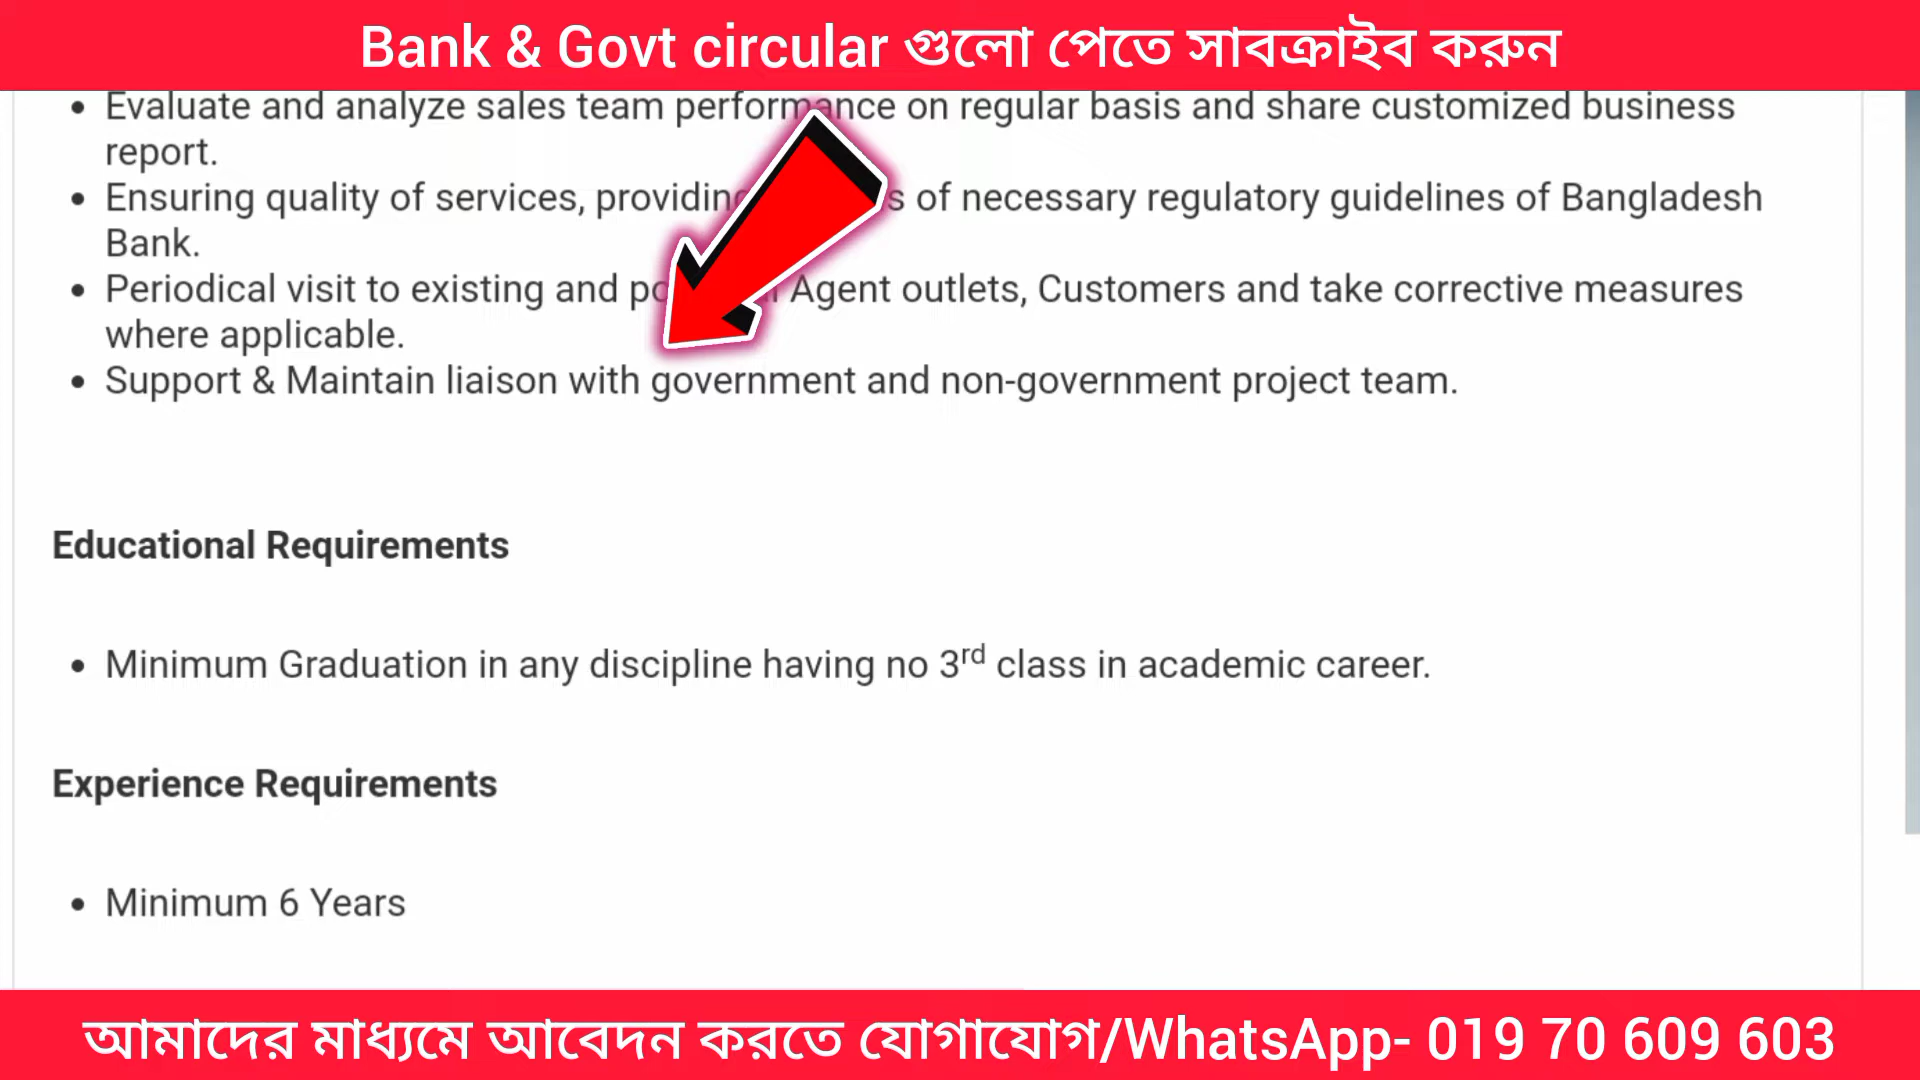 Bank & Govt circular গুলো পেতে সাবক্রাইব করুন
• Evaluate and analyze sales team performance on regular basis and share customized business
report.
• Ensuring quality of services, providing of necessary regulatory guidelines of Bangladesh
Bank.
• Periodical visit to existing and Agent outlets, Customers and take corrective measures
where applicable.
• Support & Maintain liaison with government and non-government project team.
Educational Requirements
• Minimum Graduation in any discipline having no 3rd class in academic career.
Experience Requirements
• Minimum 6 Years
আমাদের মাধ্যমে আবেদন করতে যোগাযোগ/WhatsApp- 019 70 609 603